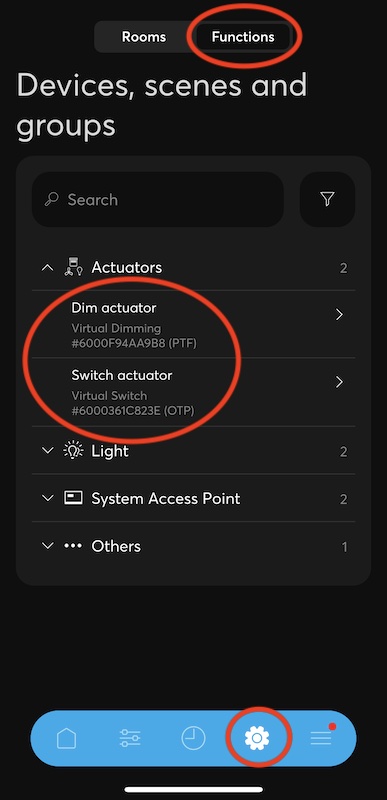 Rooms
Functions
Devices, scenes and
groups
Search
Actuators
2
Dim actuator
Virtual Dimming
#6000F94AA9B8 (PTF)
Switch actuator
Virtual Switch
#6000361C823E (OTP)
Light
2
System Access Point
2
Others
1